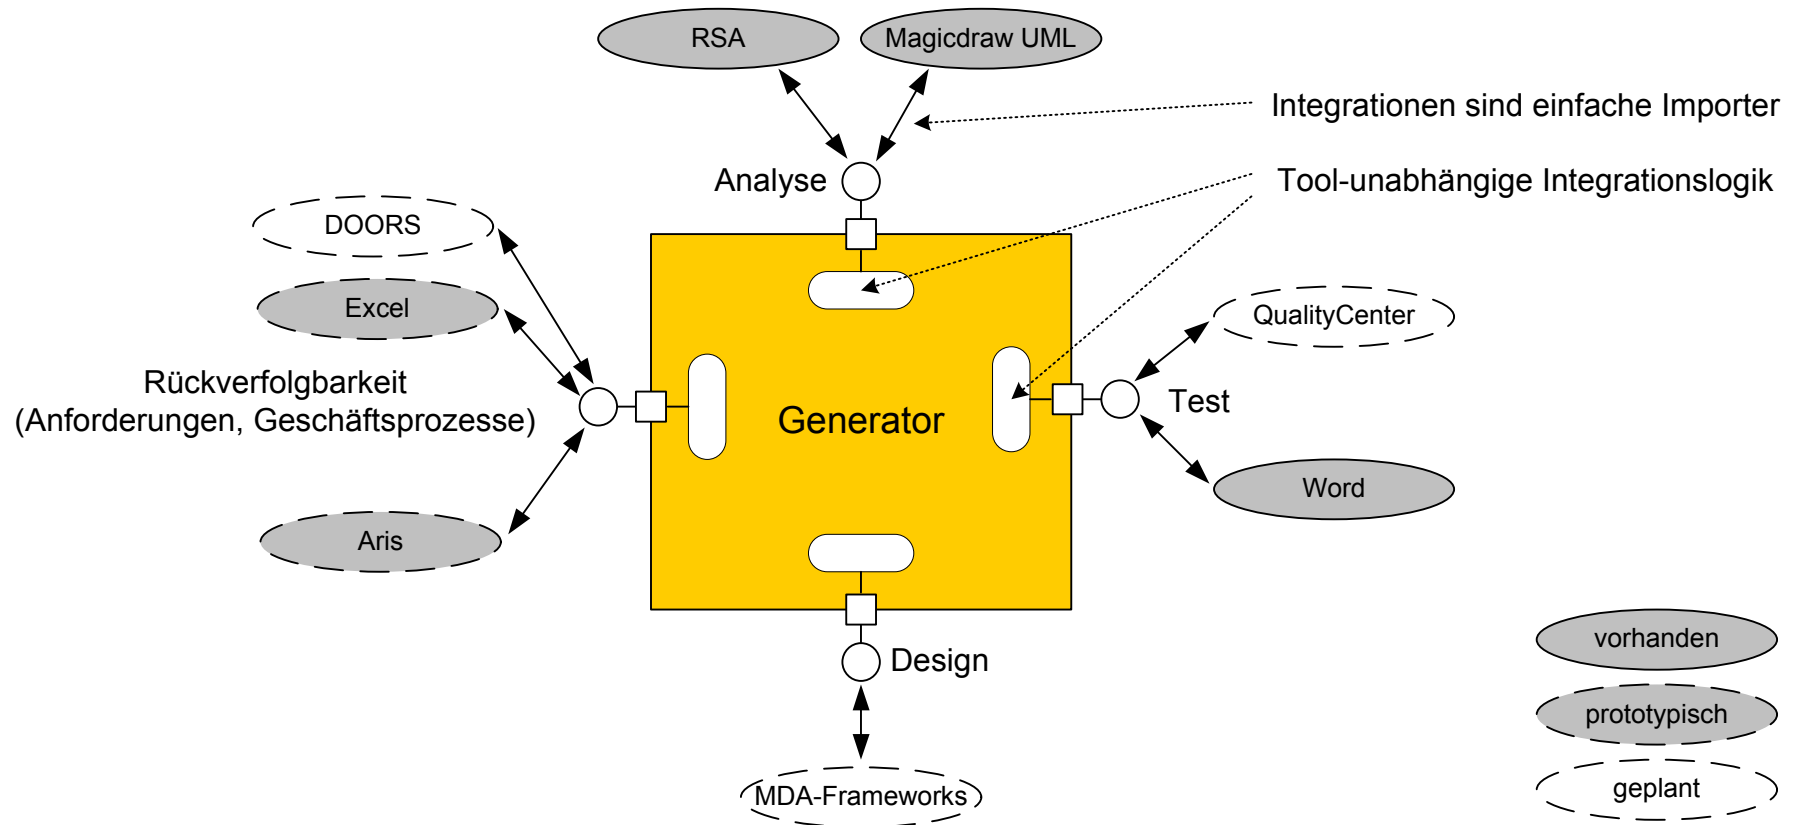 RSA
Magicdraw UML
Integrationen sind einfache Importer
Analyse
Tool-unabhängige Integrationslogik
DOORS
Excel
QualityCenter
Rückverfolgbarkeit
(Anforderungen, Geschäftsprozesse)
Generator
Test
Word
Aris
Design
MDA-Frameworks
vorhanden
prototypisch
geplant